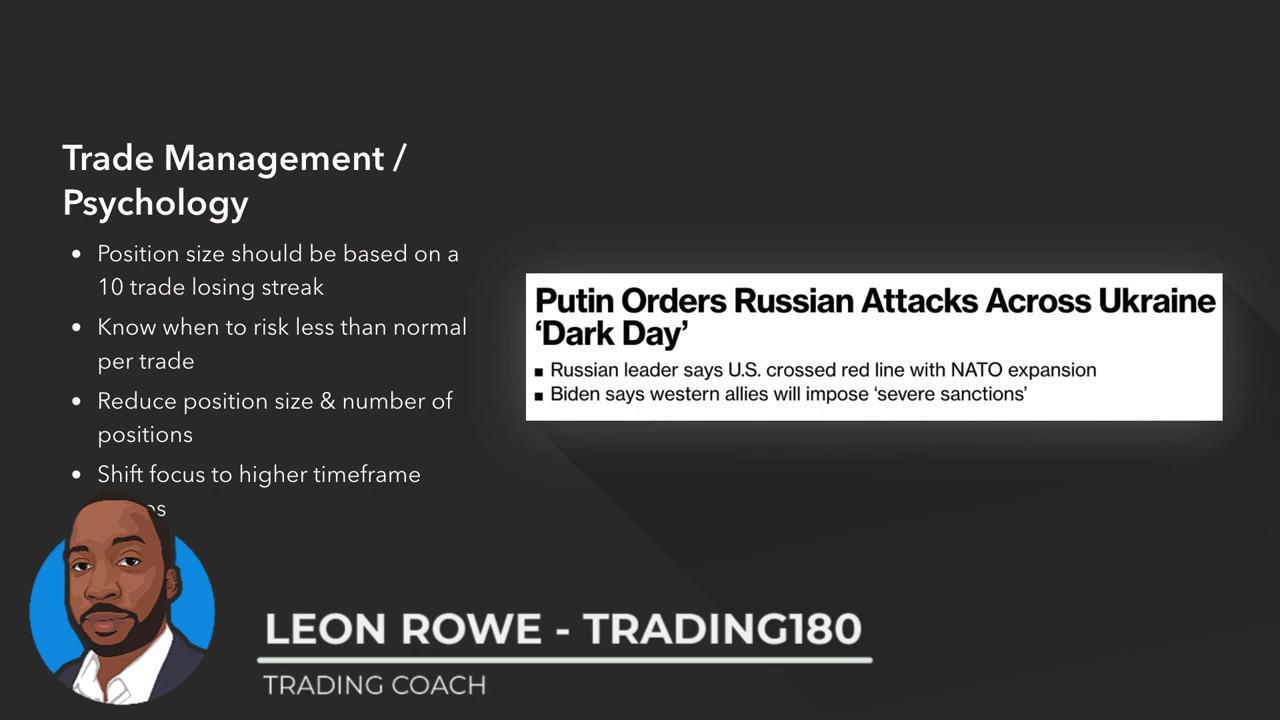 Trade Management /
Psychology
• Position size should be based on a
10 trade losing streak
• Know when to risk less than normal
per trade
• Reduce position size & number of
positions
• Shift focus to higher timeframe
Putin Orders Russian Attacks Across Ukraine
‘Dark Day’
▪ Russian leader says U.S. crossed red line with NATO expansion
▪ Biden says western allies will impose ‘severe sanctions’
LEON ROWE - TRADING180
TRADING COACH